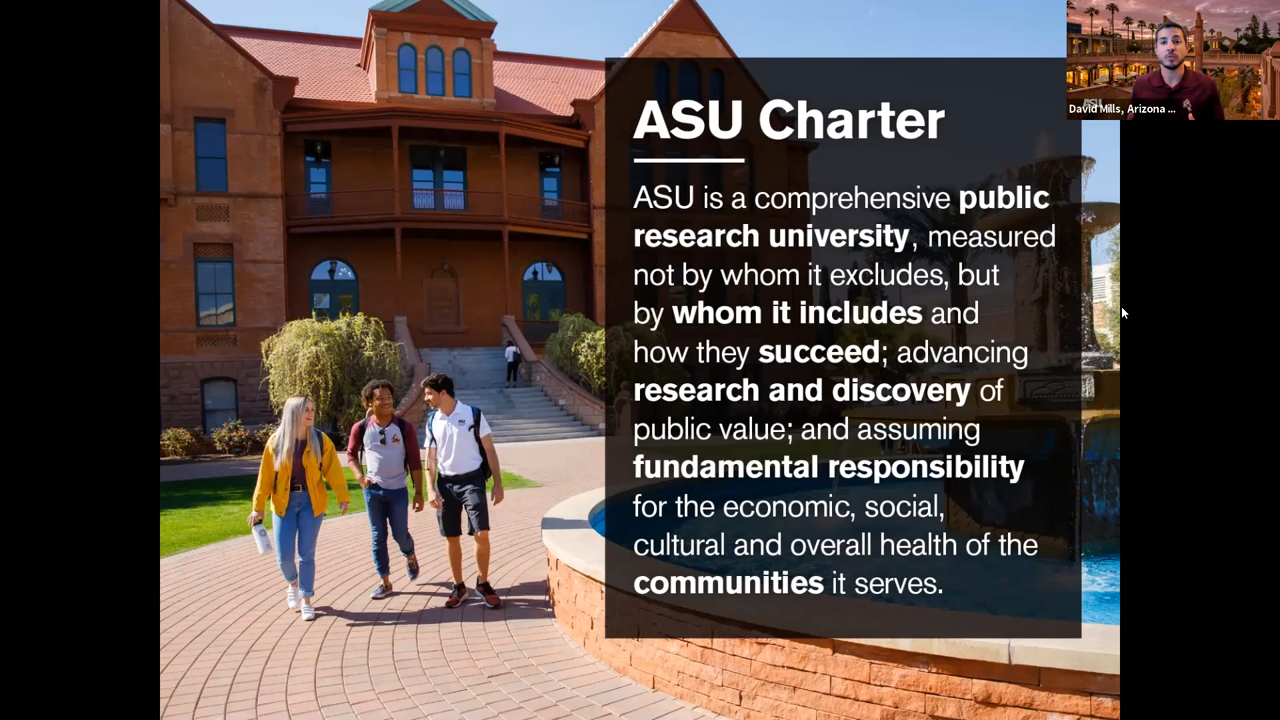 ASU Charter
ASU is a comprehensive public
research university, measured
not by whom it excludes, but
by whom it includes and
how they succeed; advancing
research and discovery of
public value; and assuming
fundamental responsibility
for the economic, social,
cultural and overall health of the
communities it serves.
David Mills, Arizona ...